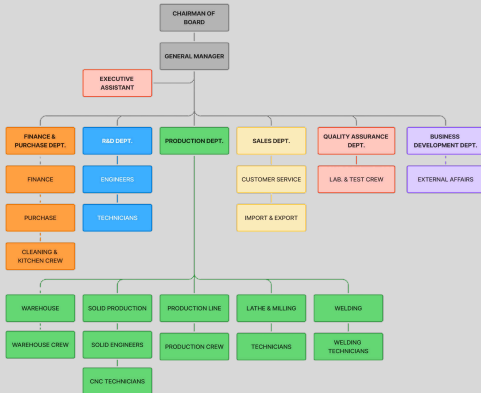 CHAIRMAN OF
BOARD
GENERAL MANAGER
EXECUTIVE
ASSISTANT
FINANCE &
PURCHASE DEPT.
R&D DEPT.
PRODUCTION DEPT.
SALES DEPT.
QUALITY ASSURANCE
DEPT.
BUSINESS
DEVELOPMENT DEPT.
FINANCE
ENGINEERS
CUSTOMER SERVICE
LAB. & TEST CREW
EXTERNAL AFFAIRS
PURCHASE
TECHNICIANS
IMPORT & EXPORT
CLEANING &
KITCHEN CREW
WAREHOUSE
SOLID PRODUCTION
PRODUCTION LINE
LATHE & MILLING
WELDING
WAREHOUSE CREW
SOLID ENGINEERS
PRODUCTION CREW
TECHNICIANS
WELDING
TECHNICIANS
CNC TECHNICIANS